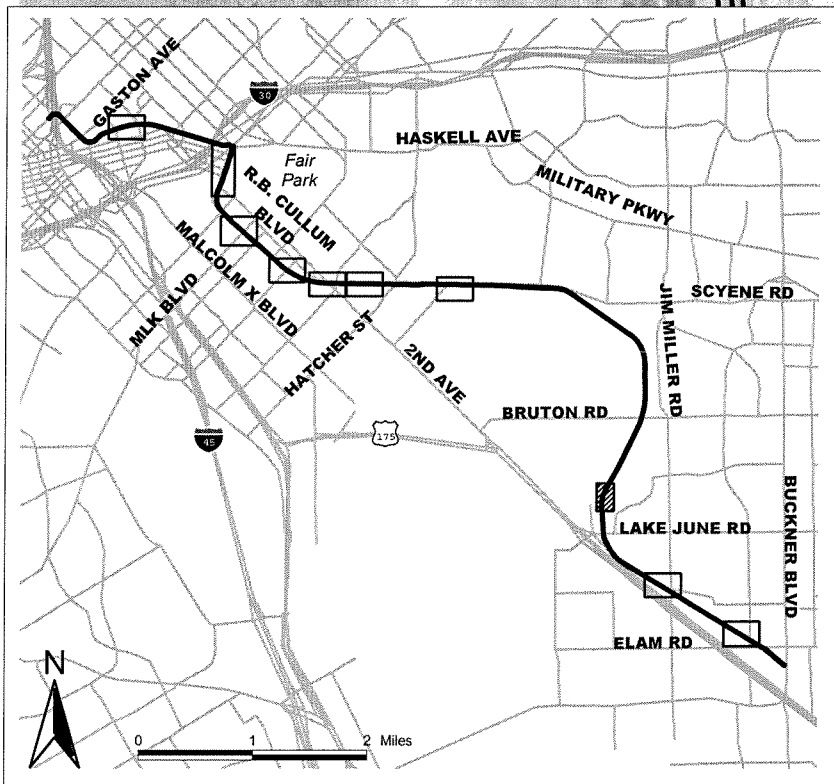 GASTON AVE
30
HASKELL AVE
Fair
Park
MILITARY PKWY
R.B. CULLUM
BLVD
MALCOLM X BLVD
MLK BLVD
SCYENE RD
JIM MILLER RD
HATCHER ST
2ND AVE
BRUTON RD
175
45
BUCKNER BLVD
LAKE JUNE RD
ELAM RD
N
0 1 2 Miles